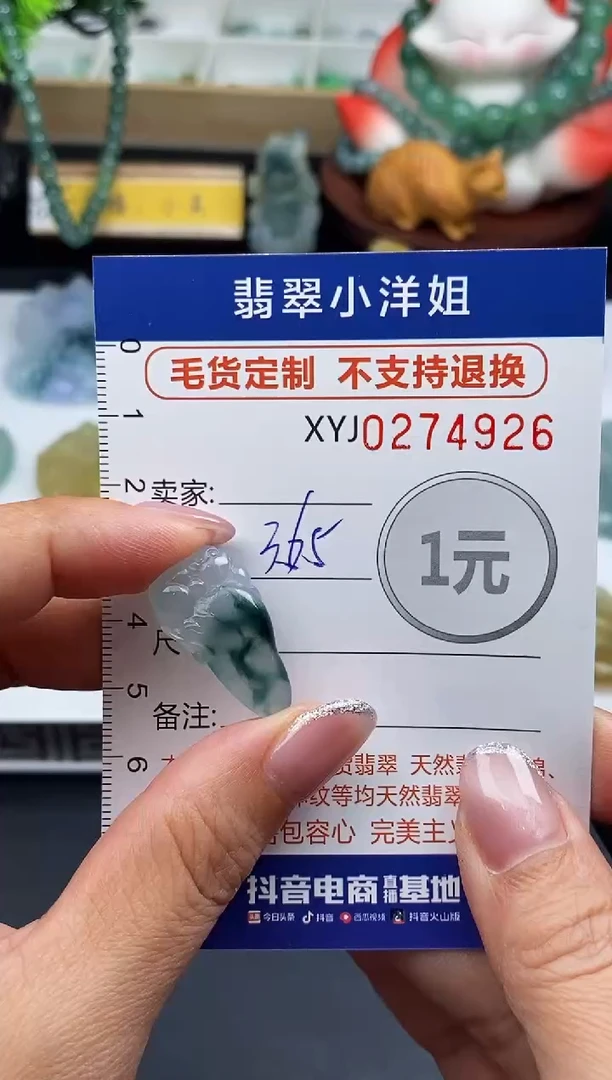 翡翠小洋姐
毛货定制 不支持退换
XYJ0274926
0
1
2
4
5
6
卖家:
365
1元
尺
备注:
货翡翠 天然
纹等均天然翡翠
包容心 完美主义
抖音电商直播基地
今日头条 抖音 西瓜视频 抖音火山版